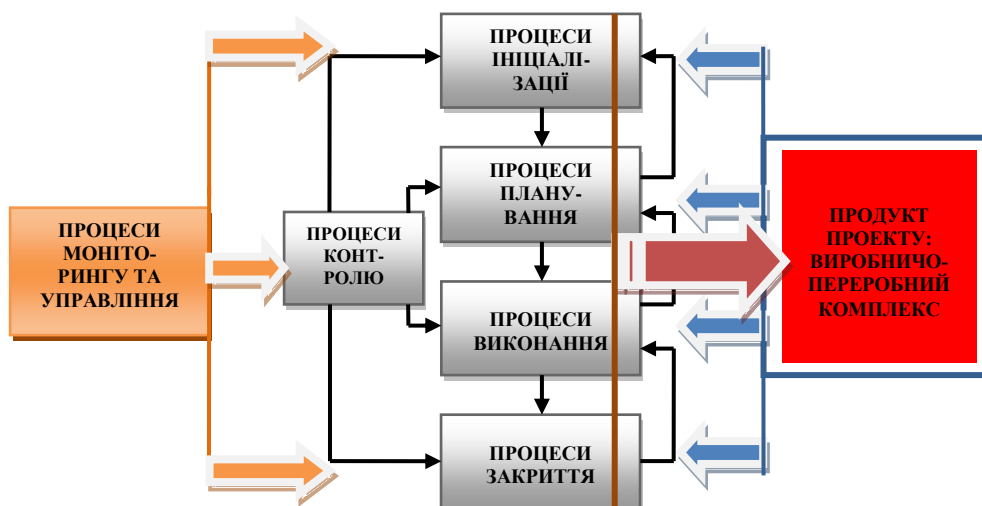 ПРОЦЕСИ
ІНІЦІАЛІ-
ЗАЦІЇ
ПРОЦЕСИ
ПЛАНУ-
ВАННЯ
ПРОЦЕСИ
МОНІТО-
РИНГУ ТА
УПРАВЛІННЯ
ПРОЦЕСИ
КОНТ-
РОЛЮ
ПРОДУКТ
ПРОЕКТУ:
ВИРОБНИЧО-
ПЕРЕРОБНИЙ
КОМПЛЕКС
ПРОЦЕСИ
ВИКОНАННЯ
ПРОЦЕСИ
ЗАКРИТТЯ